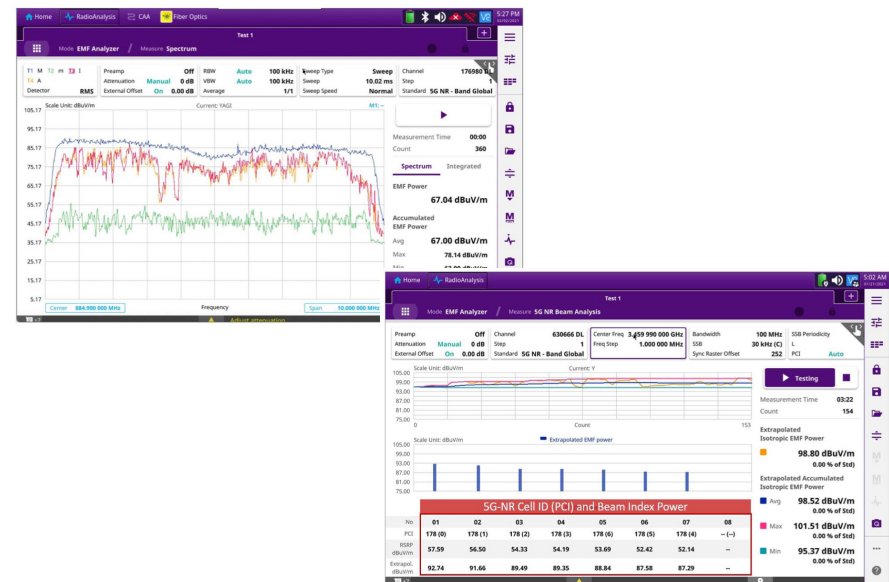 Home RadioAnalysis CAA Fiber Optics V2 5:27 PM
02/02/2021
Test 1 +
Mode EMF Analyzer / Measure Spectrum
T1 M T2 m T3 I Preamp Off RBW Auto 100 kHz Sweep Type Sweep Channel 176980 DL
T4 A Attenuation Manual 0 dB VBW Auto 100 kHz Sweep 10.02 ms Step 1
Detector RMS External Offset On 0.00 dB Average 1/1 Sweep Speed Normal Standard 5G NR - Band Global
Scale Unit: dBuV/m Current: YAGI M1: --
105.17
95.17
85.17
75.17
65.17
55.17
45.17
35.17
25.17
15.17
5.17
Center 884.900 000 MHz Frequency Span 10.000 000 MHz
Adjust attenuation
Measurement Time 00:00
Count 360
Spectrum Integrated
EMF Power
67.04 dBuV/m
Accumulated
EMF Power
Avg 67.00 dBuV/m
Max 78.14 dBuV/m
Home RadioAnalysis V2 5:02 AM
Test 1 +
Mode EMF Analyzer / Measure 5G NR Beam Analysis
Preamp Off Channel 630666 DL Center Freq 3.459 990 000 GHz Bandwidth 100 MHz SSB Periodicity
Attenuation Manual 0 dB Step 1 Freq Step 1.000 000 MHz SSB 30 kHz (C) L
External Offset On 0.00 dB Standard 5G NR - Band Global Sync Raster Offset 252 PCI Auto
Scale Unit: dBuV/m Current: Y
105.00
99.00
93.00
87.00
81.00
75.00
0 Count 153
Scale Unit: dBuV/m Extrapolated EMF power
105.00
99.00
93.00
87.00
81.00
75.00
5G-NR Cell ID (PCI) and Beam Index Power
No 01 02 03 04 05 06 07 08
PCI 178 (0) 178 (1) 178 (2) 178 (3) 178 (6) 178 (5) 178 (4) -- (--)
RSRP
dBuV/m 57.59 56.50 54.33 54.19 53.69 52.42 52.14 --
Extrapol.
dBuV/m 92.74 91.66 89.49 89.35 88.84 87.58 87.29 --
Testing
Measurement Time 03:22
Count 154
Extrapolated
Isotropic EMF Power
98.80 dBuV/m
0.00 % of Std)
Extrapolated Accumulated
Isotropic EMF Power
Avg 98.52 dBuV/m
0.00 % of Std)
Max 101.51 dBuV/m
0.00 % of Std)
Min 95.37 dBuV/m
0.00 % of Std)